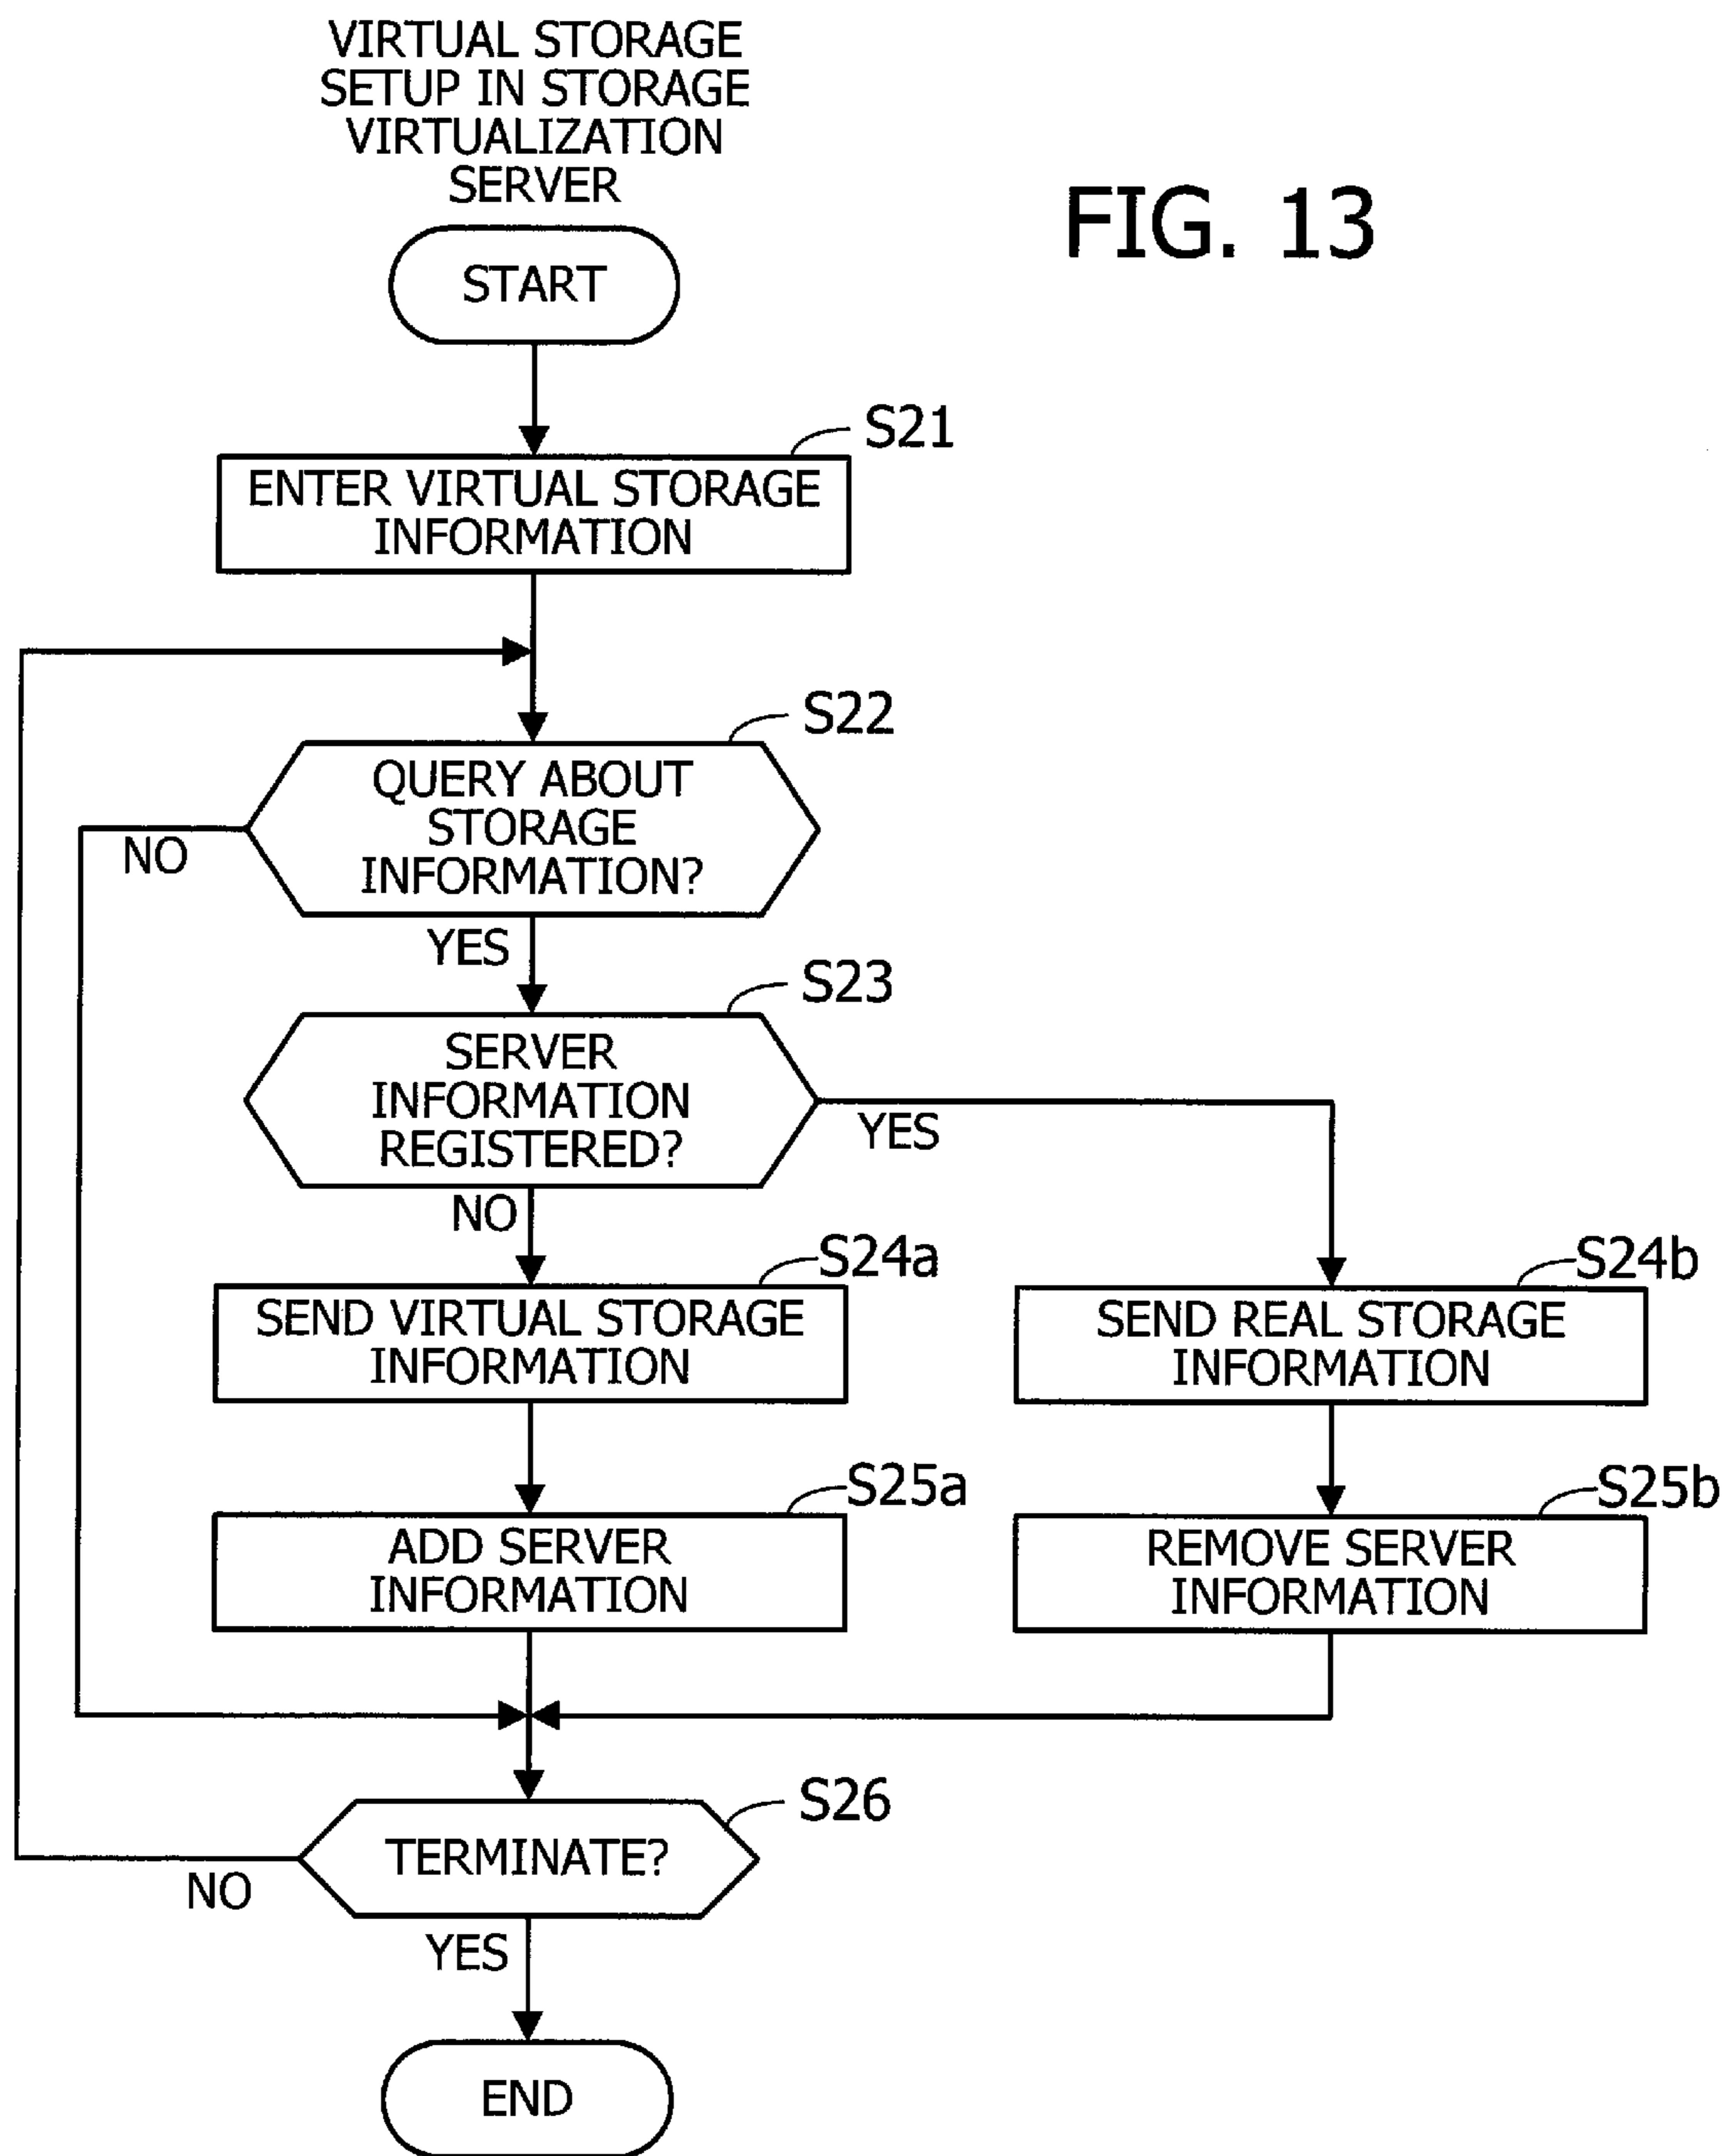 VIRTUAL STORAGE
SETUP IN STORAGE
VIRTUALIZATION
SERVER
FIG. 13
START
S21
ENTER VIRTUAL STORAGE
INFORMATION
S22
QUERY ABOUT
STORAGE
INFORMATION?
NO
YES
S23
SERVER
INFORMATION
REGISTERED?
YES
NO
S24a
SEND VIRTUAL STORAGE
INFORMATION
S24b
SEND REAL STORAGE
INFORMATION
S25a
ADD SERVER
INFORMATION
S25b
REMOVE SERVER
INFORMATION
S26
TERMINATE?
NO
YES
END